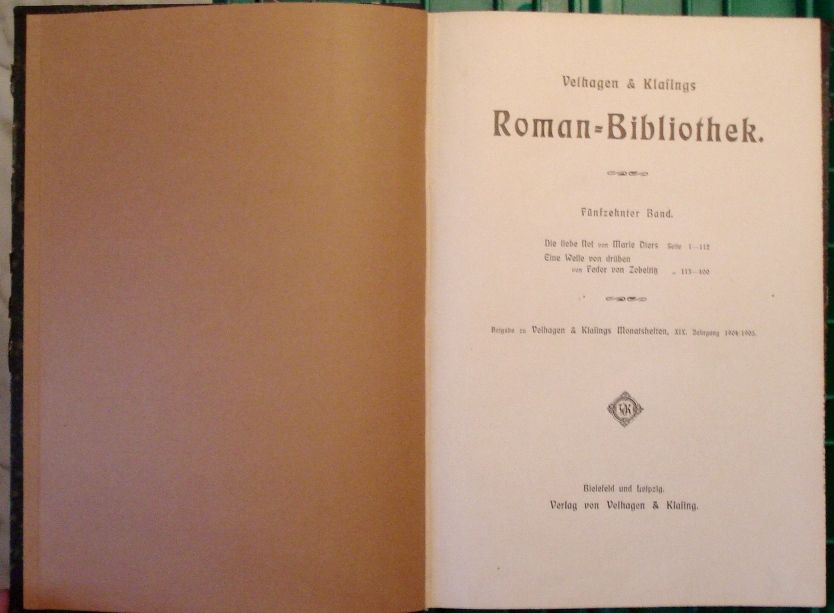 Velhagen & Klasings
Roman=Bibliothek.
Fünfzehnter Band.
Die liebe Not von Marie Diers Seite 1—112
Eine Welle von drüben
von Fedor von Zobeltitz „ 113—400
Beigabe zu Velhagen & Klasings Monatsheften, XIX. Jahrgang 1904/1905.
VK
Bielefeld und Leipzig.
Verlag von Velhagen & Klasing.